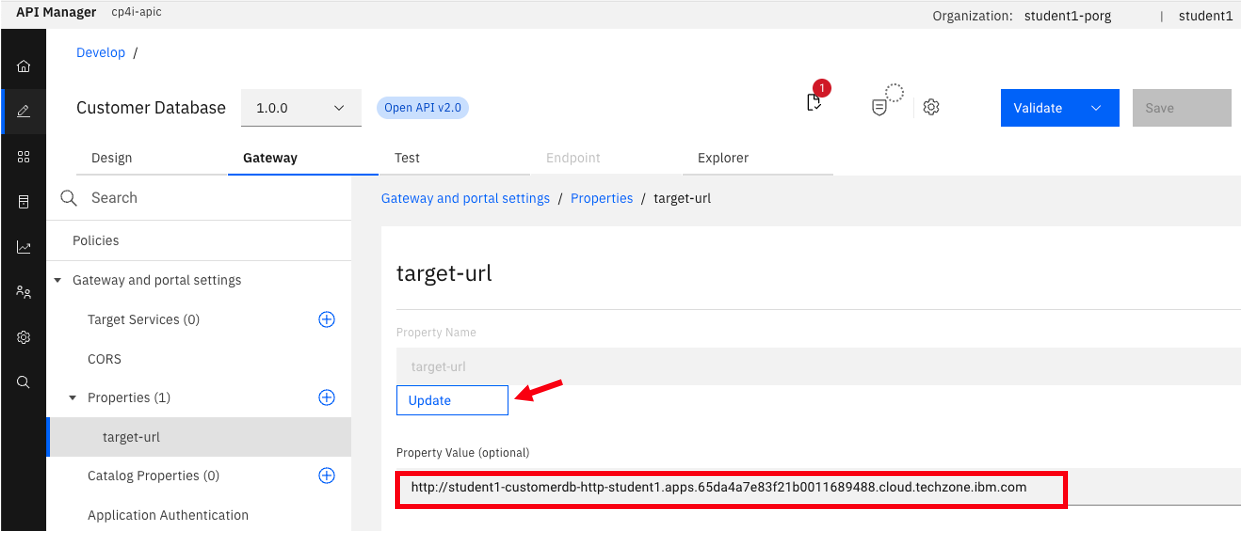 API Manager cp4i-apic
Organization: student1-porg | student1
Develop /
Customer Database 1.0.0 Open API v2.0 1 Validate Save
Design Gateway Test Endpoint Explorer
Search
Gateway and portal settings / Properties / target-url
Policies
Gateway and portal settings
Target Services (0)
CORS
Properties (1)
target-url
Catalog Properties (0)
Application Authentication
target-url
Property Name
target-url
Update
Property Value (optional)
http://student1-customerdb-http-student1.apps.65da4a7e83f21b0011689488.cloud.techzone.ibm.com